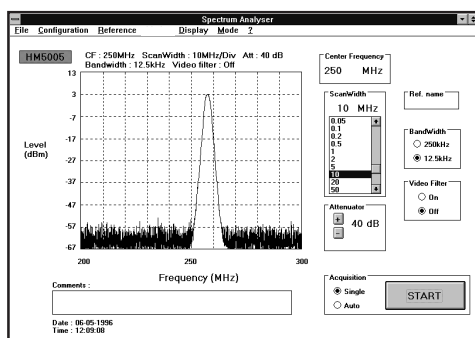 Spectrum Analyser
File Configuration Reference Display Mode ?
HM5005
CF : 250MHz ScanWidth : 10MHz/Div Att : 40 dB
Bandwidth : 12.5kHz Video filter : Off
13
3
-7
-17
-27
-37
-47
-57
-67
Level
(dBm)
200
250
300
Frequency (MHz)
Comments :
Date : 06-05-1996
Time : 12:09:08
Center Frequency
250 MHz
ScanWidth
10 MHz
0.05
0.1
0.2
0.5
1
2
5
10
20
50
Attenuator
+
-
40 dB
Ref. name
BandWidth
250kHz
12.5kHz
Video Filter
On
Off
Acquisition
Single
Auto
START